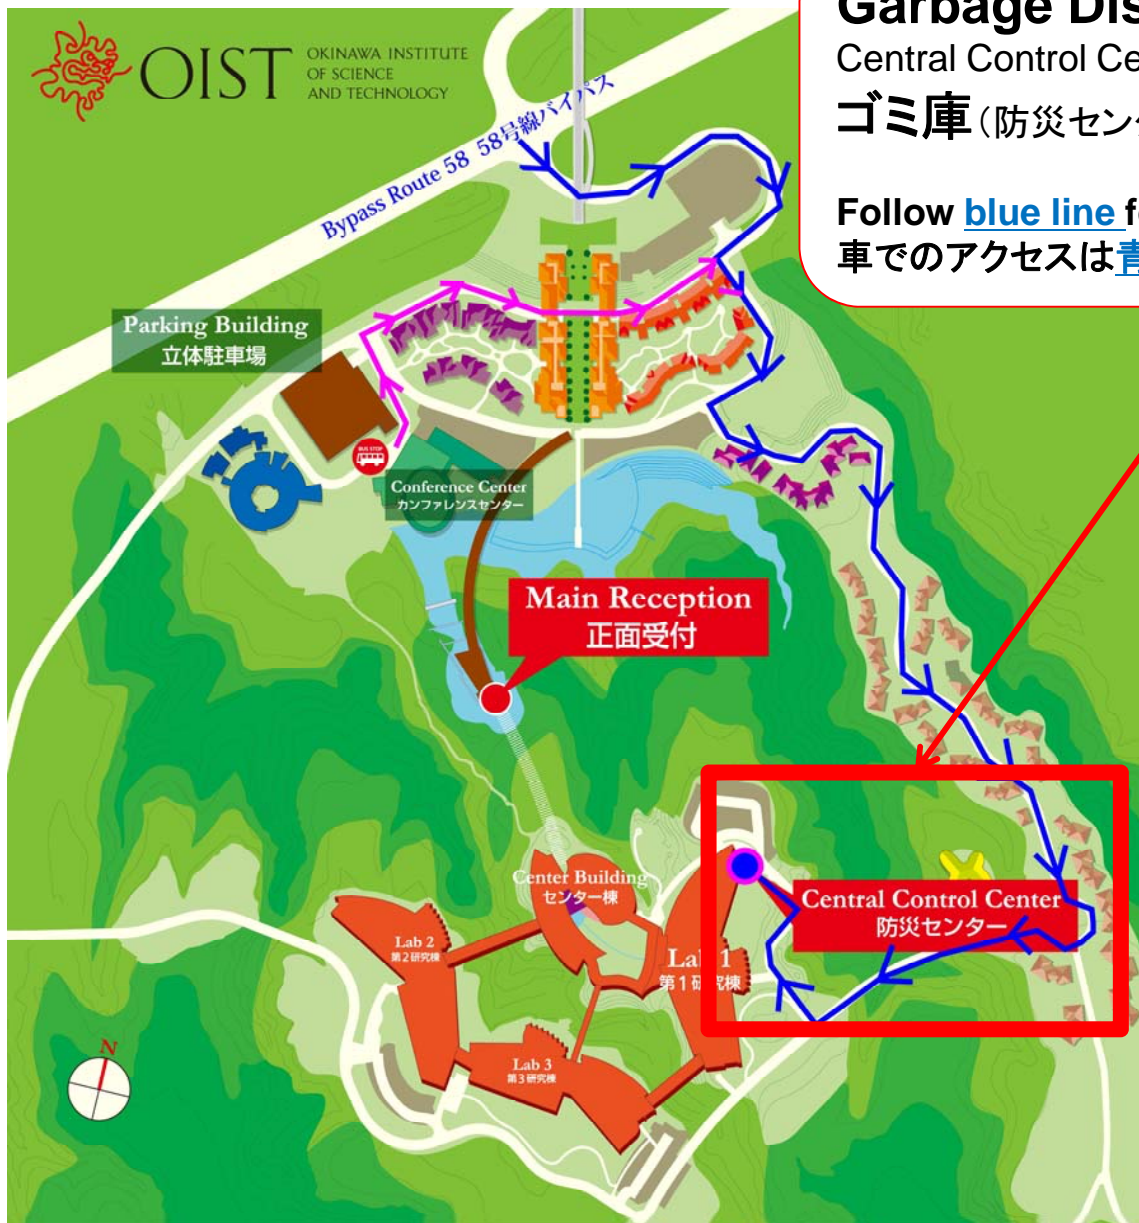 OIST
OKINAWA INSTITUTE
OF SCIENCE
AND TECHNOLOGY
Garbage
Central Control
ゴミ庫(防災セン
Follow blue line
車でのアクセスは
Bypass Route 58 58号線バイパス
Parking Building
立体駐車場
BUS STOP
Conference Center
カンファレンスセンター
Main Reception
正面受付
Center Building
センター棟
Central Control Center
防災センター
Lab 2
第2研究棟
Lab 1
第1研究棟
Lab 3
第3研究棟
N